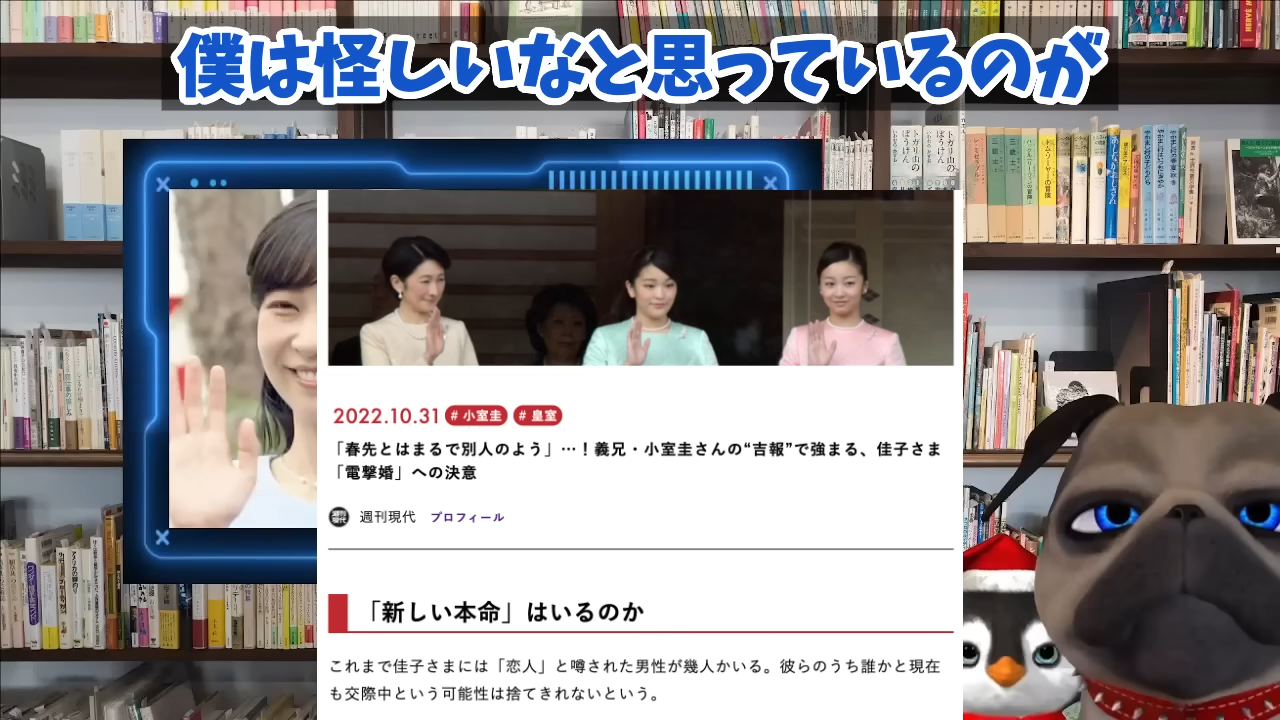 僕は怪しいなと思っているのが
2022.10.31 # 小室圭 # 皇室
「春先とはまるで別人のよう」…！義兄・小室圭さんの“吉報”で強まる、佳子さま
「電撃婚」への決意
週刊現代 プロフィール
「新しい本命」はいるのか
これまで佳子さまには「恋人」と噂された男性が幾人かいる。彼らのうち誰かと現在
も交際中という可能性は捨てきれないという。